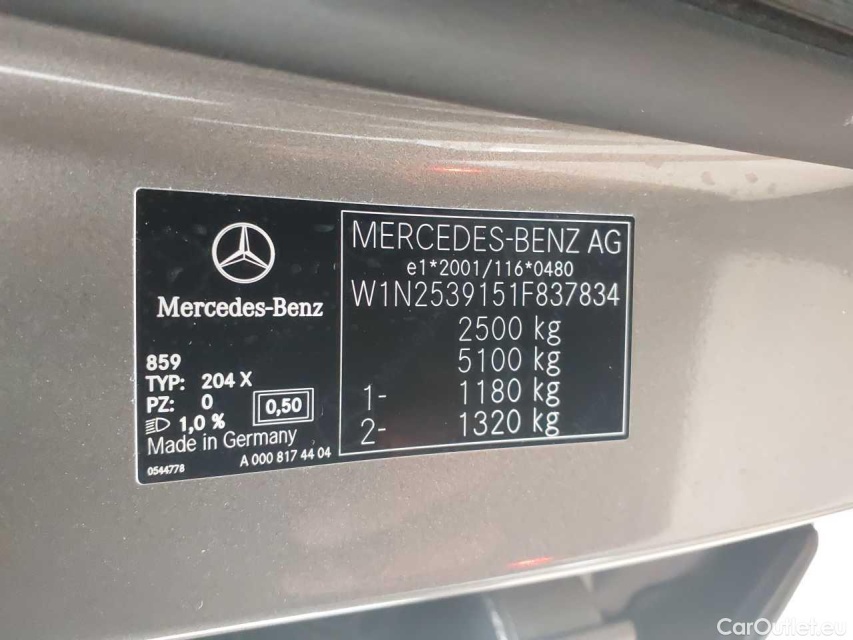 Mercedes-Benz
859
TYP: 204 X
PZ: 0
0,50
1,0 %
Made in Germany
0544778
A 000 817 44 04
MERCEDES-BENZ AG
e1*2001/116*0480
W1N2539151F837834
2500 kg
5100 kg
1- 1180 kg
2- 1320 kg
CarOutlet.eu